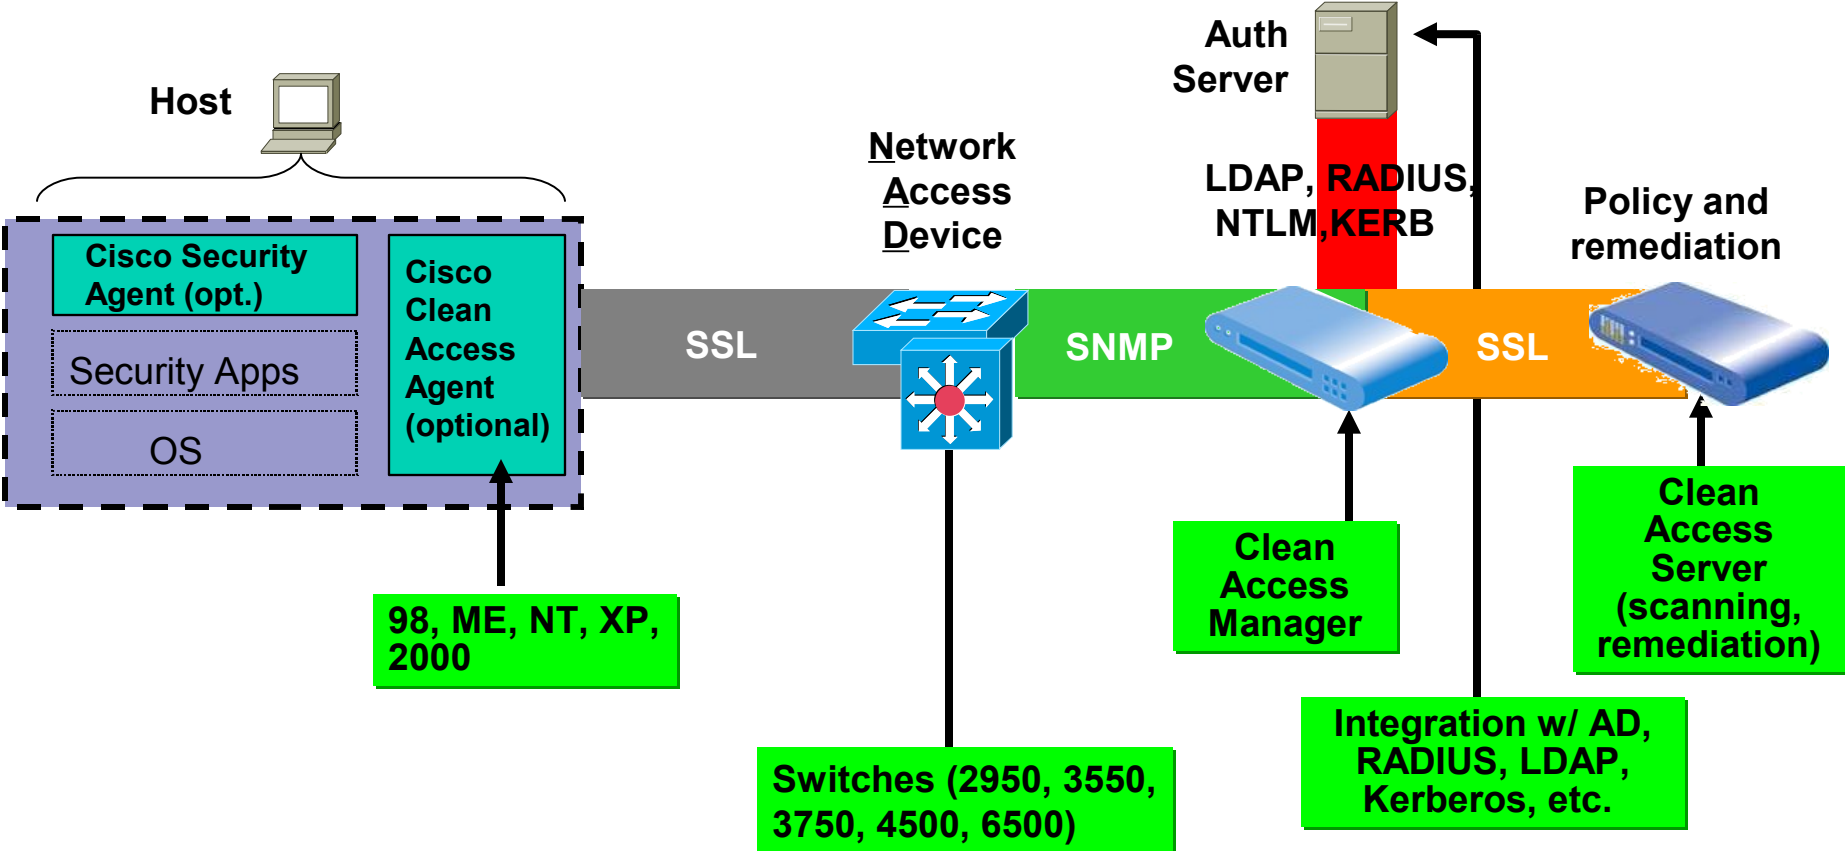 Host
Cisco Security
Agent (opt.)
Security Apps
OS
Cisco
Clean
Access
Agent
(optional)
98, ME, NT, XP,
2000
SSL
Network
Access
Device
Switches (2950, 3550,
3750, 4500, 6500)
SNMP
Auth
Server
LDAP, RADIUS,
NTLM,KERB
Clean
Access
Manager
SSL
Integration w/ AD,
RADIUS, LDAP,
Kerberos, etc.
Policy and
remediation
Clean
Access
Server
(scanning,
remediation)